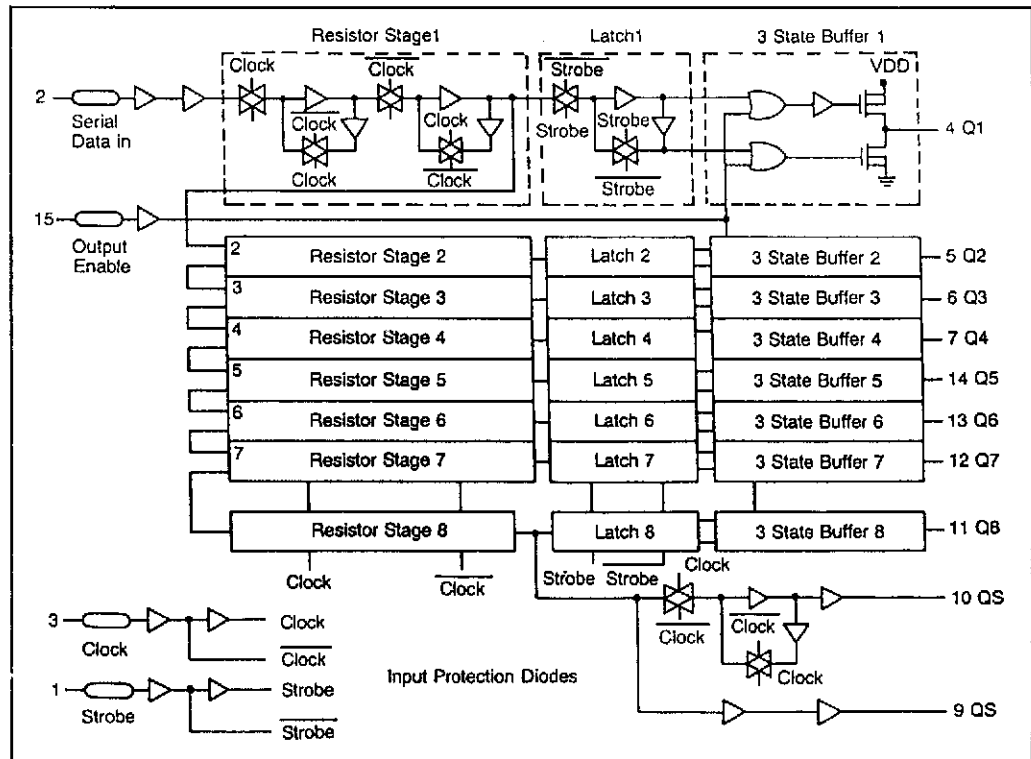 Resistor Stage1 Latch1 3 State Buffer 1
Clock Clock Strobe VDD
2 Serial Data in
Clock Clock Strobe Strobe
Clock Clock Strobe
4 Q1
15 Output Enable
2 Resistor Stage 2 Latch 2 3 State Buffer 2 5 Q2
3 Resistor Stage 3 Latch 3 3 State Buffer 3 6 Q3
4 Resistor Stage 4 Latch 4 3 State Buffer 4 7 Q4
5 Resistor Stage 5 Latch 5 3 State Buffer 5 14 Q5
6 Resistor Stage 6 Latch 6 3 State Buffer 6 13 Q6
7 Resistor Stage 7 Latch 7 3 State Buffer 7 12 Q7
Resistor Stage 8 Latch 8 3 State Buffer 8 11 Q8
Clock Clock Strobe Strobe Clock
10 QS
Clock Clock
Clock
3 Clock Clock
Clock
Input Protection Diodes
1 Strobe Strobe
Strobe
9 QS